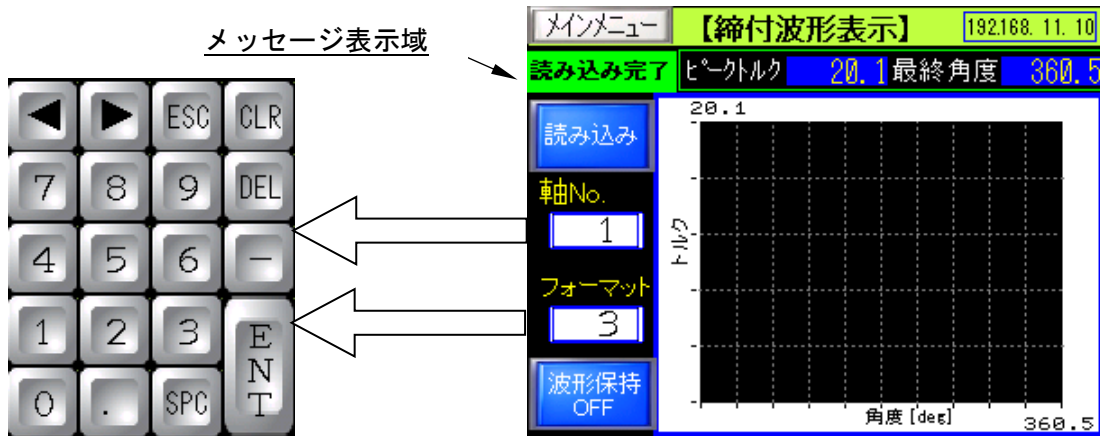 メッセージ表示域
◀ ▶ ESC CLR
7 8 9 DEL
4 5 6 −
1 2 3 ENT
0 . SPC
メインメニュー 【締付波形表示】 192.168. 11. 10
読み込み完了 ピークトルク 20.1 最終角度 360.5
読み込み
軸No.
1
フォーマット
3
波形保持
OFF
20.1
トルク
角度 [deg]
360.5